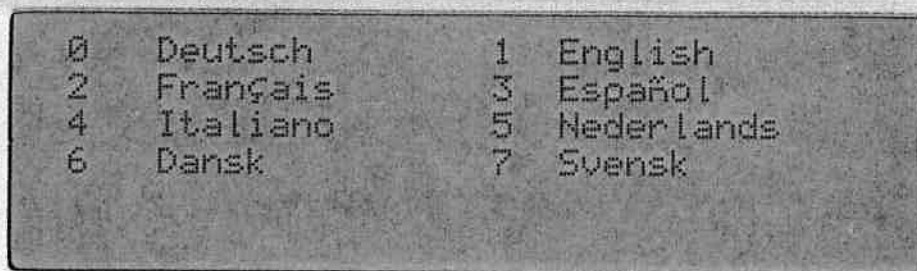 0 Deutsch 1 English
2 Français 3 Español
4 Italiano 5 Nederlands
6 Dansk 7 Svensk